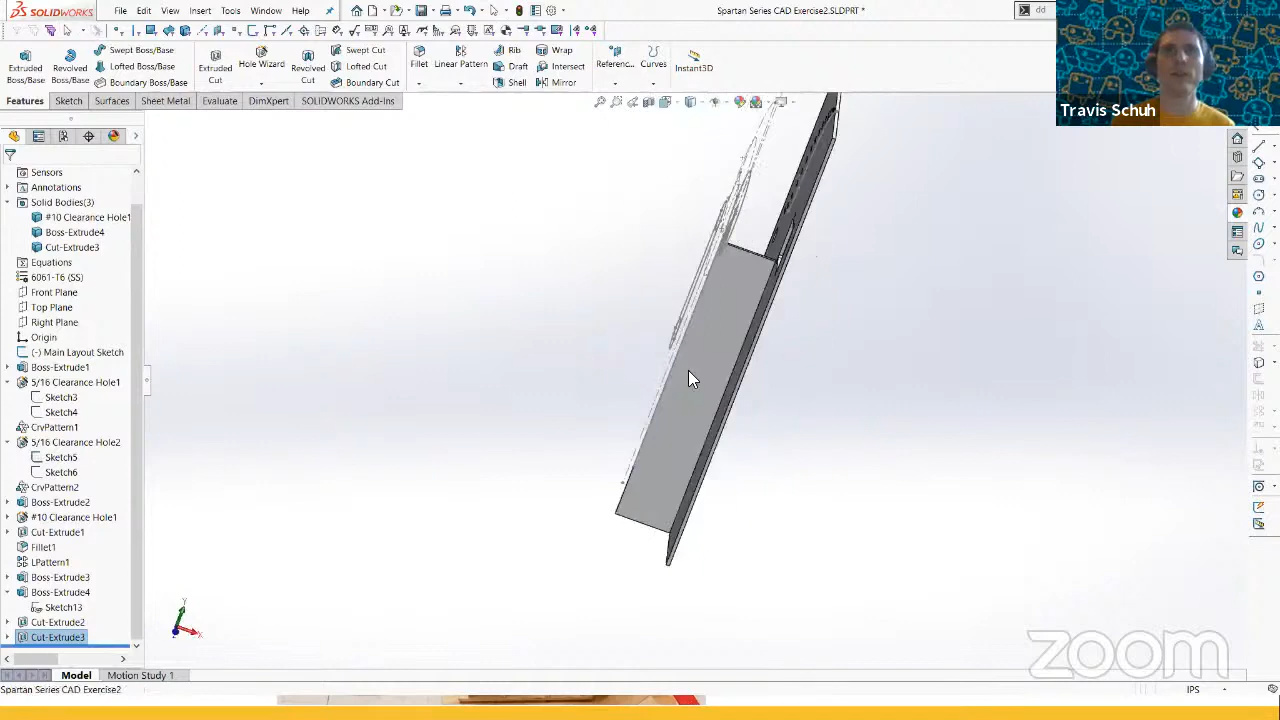 SOLIDWORKS
File Edit View Insert Tools Window Help
Spartan Series CAD Exercise2.SLDPRT *
dd
Extruded Boss/Base
Revolved Boss/Base
Swept Boss/Base
Lofted Boss/Base
Boundary Boss/Base
Extruded Cut
Hole Wizard
Revolved Cut
Swept Cut
Lofted Cut
Boundary Cut
Fillet
Linear Pattern
Rib
Draft
Shell
Wrap
Intersect
Mirror
Referenc...
Curves
Instant3D
Travis Schuh
Features Sketch Surfaces Sheet Metal Evaluate DimXpert SOLIDWORKS Add-Ins
Sensors
Annotations
Solid Bodies(3)
#10 Clearance Hole1
Boss-Extrude4
Cut-Extrude3
Equations
6061-T6 (SS)
Front Plane
Top Plane
Right Plane
Origin
(-) Main Layout Sketch
Boss-Extrude1
5/16 Clearance Hole1
Sketch3
Sketch4
CrvPattern1
5/16 Clearance Hole2
Sketch5
Sketch6
CrvPattern2
Boss-Extrude2
#10 Clearance Hole1
Cut-Extrude1
Fillet1
LPattern1
Boss-Extrude3
Boss-Extrude4
Sketch13
Cut-Extrude2
Cut-Extrude3
Y
X
Z
zoom
Model Motion Study 1
Spartan Series CAD Exercise2
IPS